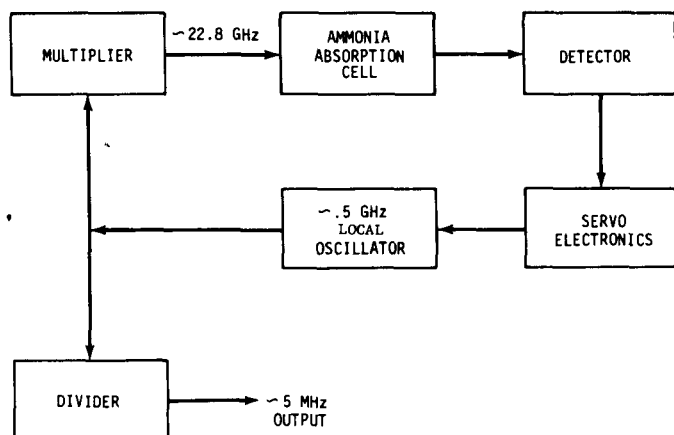 MULTIPLIER
~22.8 GHz
AMMONIA
ABSORPTION
CELL
DETECTOR
~.5 GHz
LOCAL
OSCILLATOR
SERVO
ELECTRONICS
DIVIDER
~5 MHz
OUTPUT